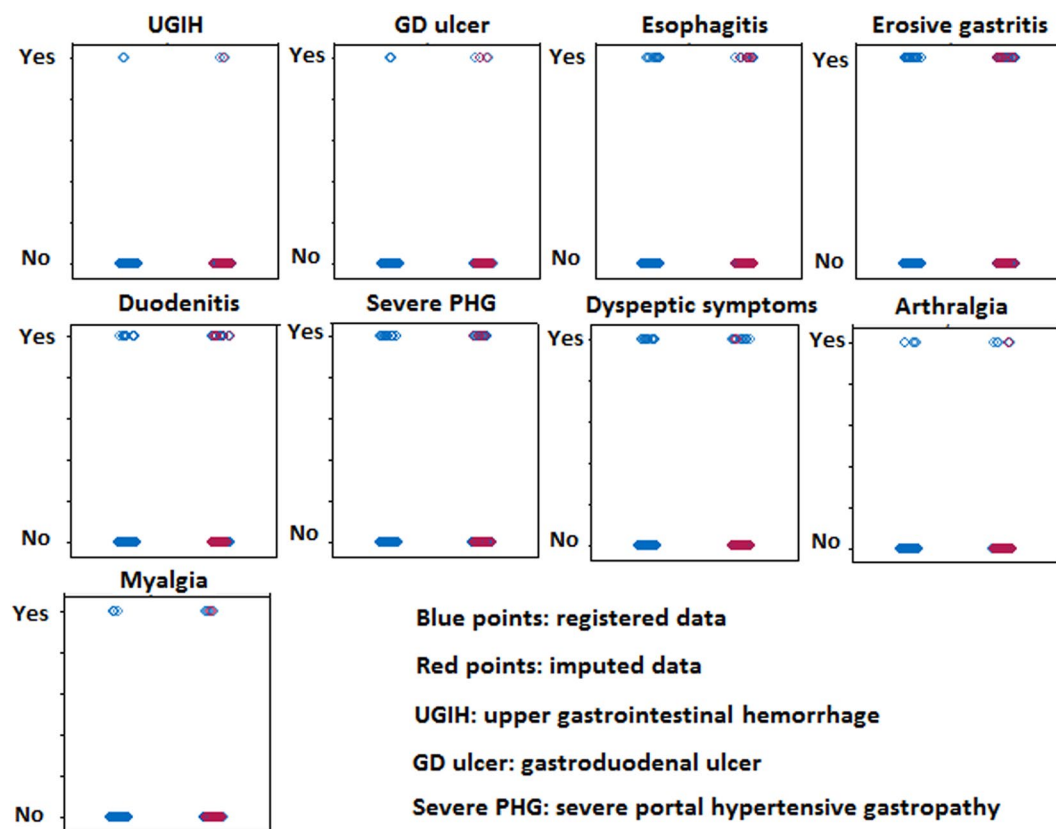 UGIH
GD ulcer
Esophagitis
Erosive gastritis
Yes
Yes
Yes
Yes
No
No
No
No
Duodenitis
Severe PHG
Dyspeptic symptoms
Arthralgia
Yes
Yes
Yes
Yes
No
No
No
No
Myalgia
Yes
No
Blue points: registered data
Red points: imputed data
UGIH: upper gastrointestinal hemorrhage
GD ulcer: gastroduodenal ulcer
Severe PHG: severe portal hypertensive gastropathy